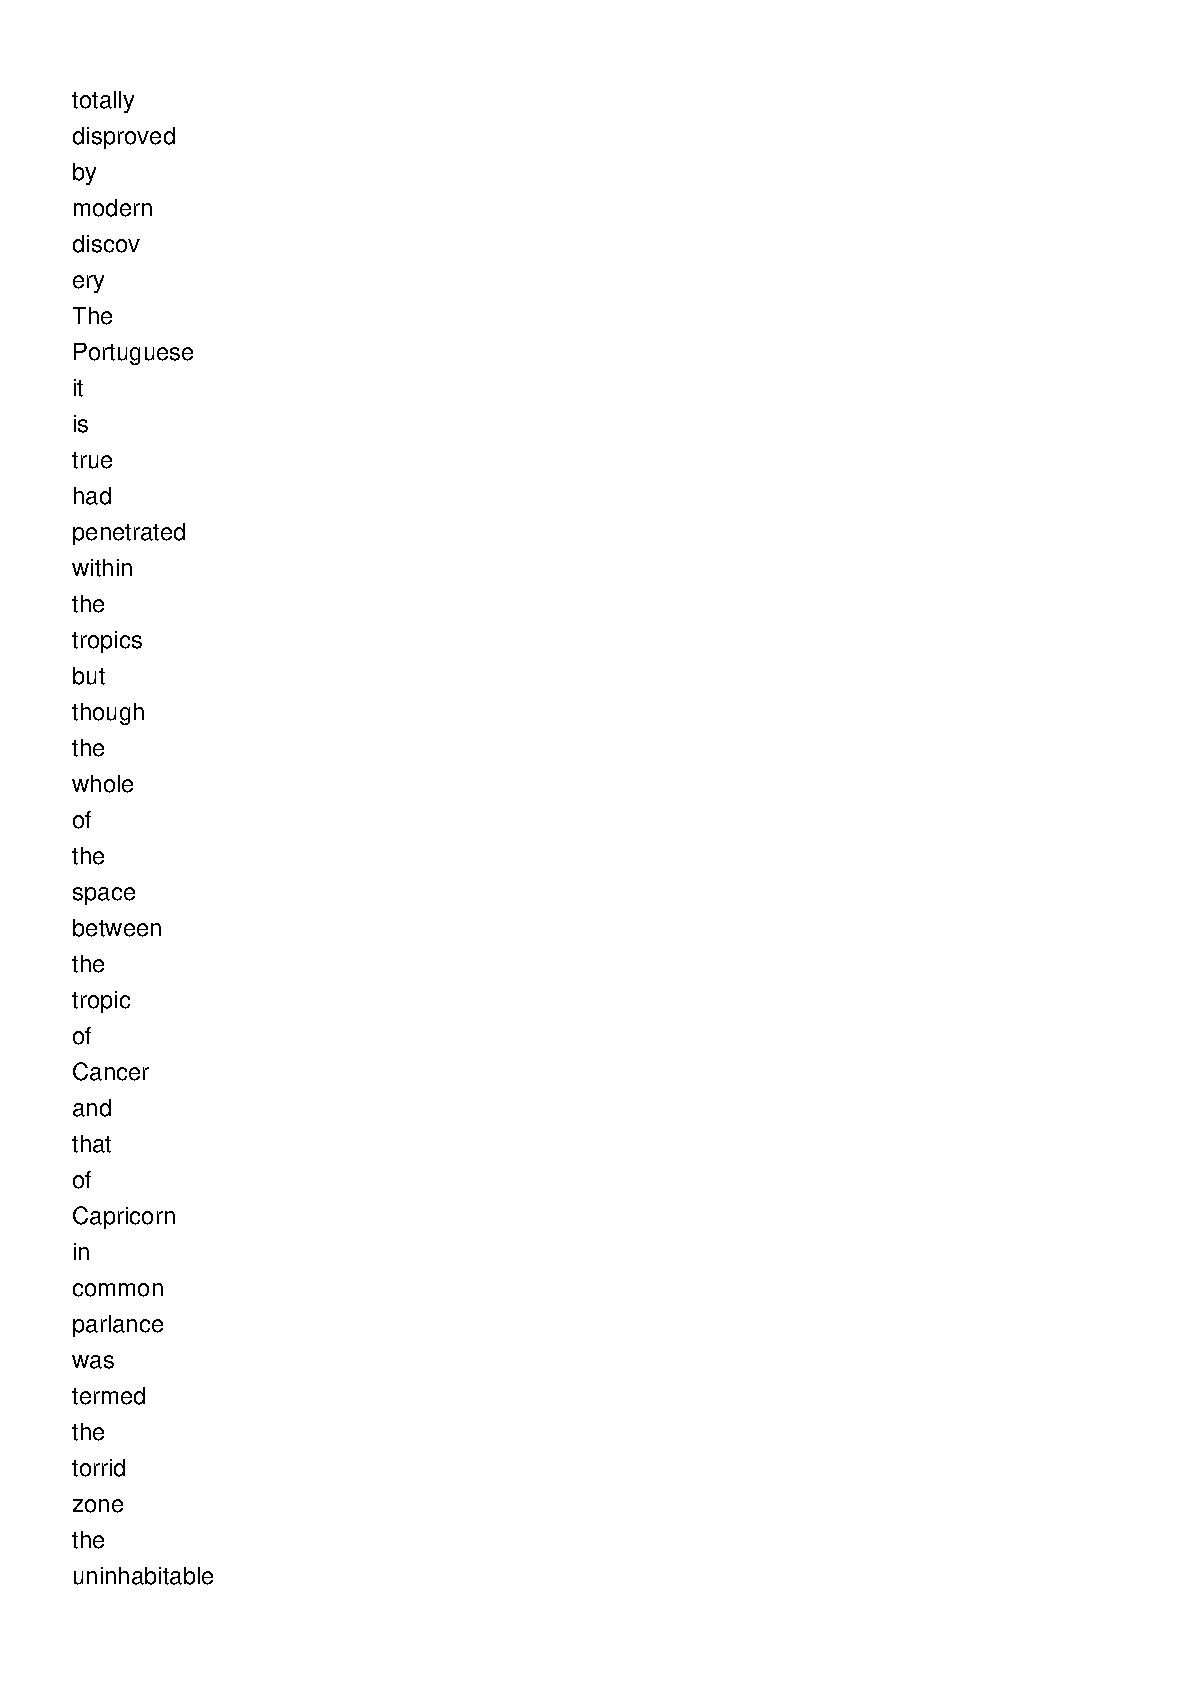 totally
disproved
by
modern
discov
ery
The
Portuguese
it
is
true
had
penetrated
within
the
tropics
but
though
the
whole
of
the
space
between
the
tropic
of
Cancer
and
that
of
Capricorn
in
common
parlance
was
termed
the
torrid
zone
the
uninhabitable